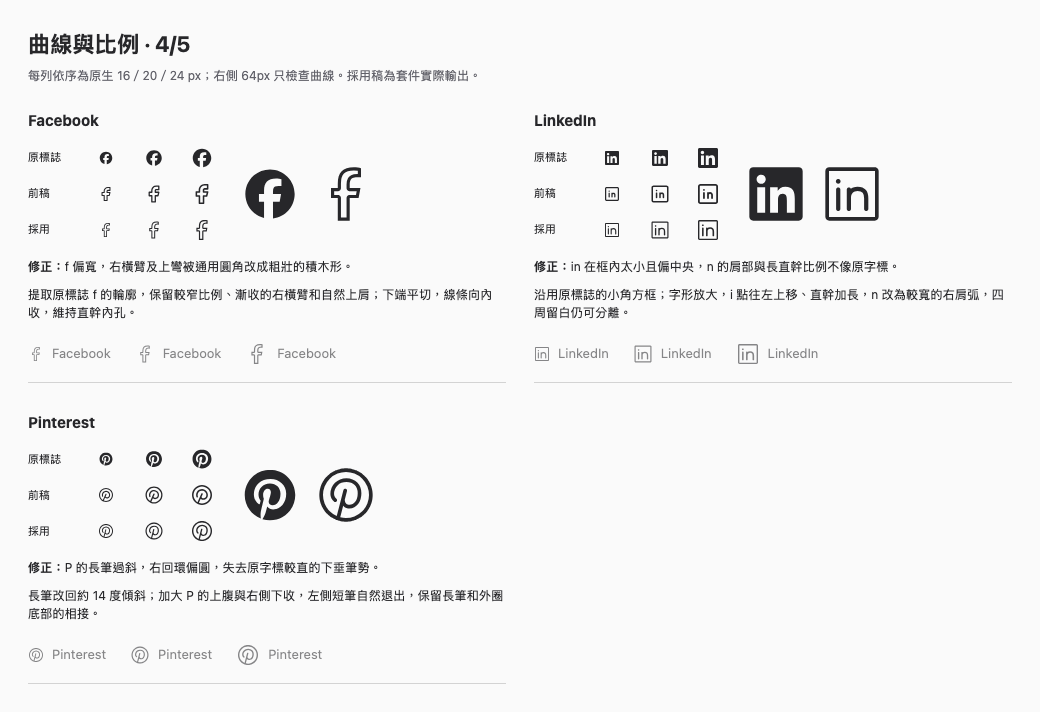 曲線與比例 · 4/5
每列依序為原生 16 / 20 / 24 px；右側 64px 只檢查曲線。採用稿為套件實際輸出。
Facebook
原標誌
前稿
採用
修正：f 偏寬，右橫臂及上彎被通用圓角改成粗壯的積木形。
提取原標誌 f 的輪廓，保留較窄比例、漸收的右橫臂和自然上肩；下端平切，線條向內
收，維持直幹內孔。
Facebook Facebook Facebook
LinkedIn
原標誌
前稿
採用
修正：in 在框內太小且偏中央，n 的肩部與長直幹比例不像原字標。
沿用原標誌的小角方框；字形放大，i 點往左上移、直幹加長，n 改為較寬的右肩弧，四
周留白仍可分離。
LinkedIn LinkedIn LinkedIn
Pinterest
原標誌
前稿
採用
修正：P 的長筆過斜，右回環偏圓，失去原字標較直的下垂筆勢。
長筆改回約 14 度傾斜；加大 P 的上腹與右側下收，左側短筆自然退出，保留長筆和外圈
底部的相接。
Pinterest Pinterest Pinterest